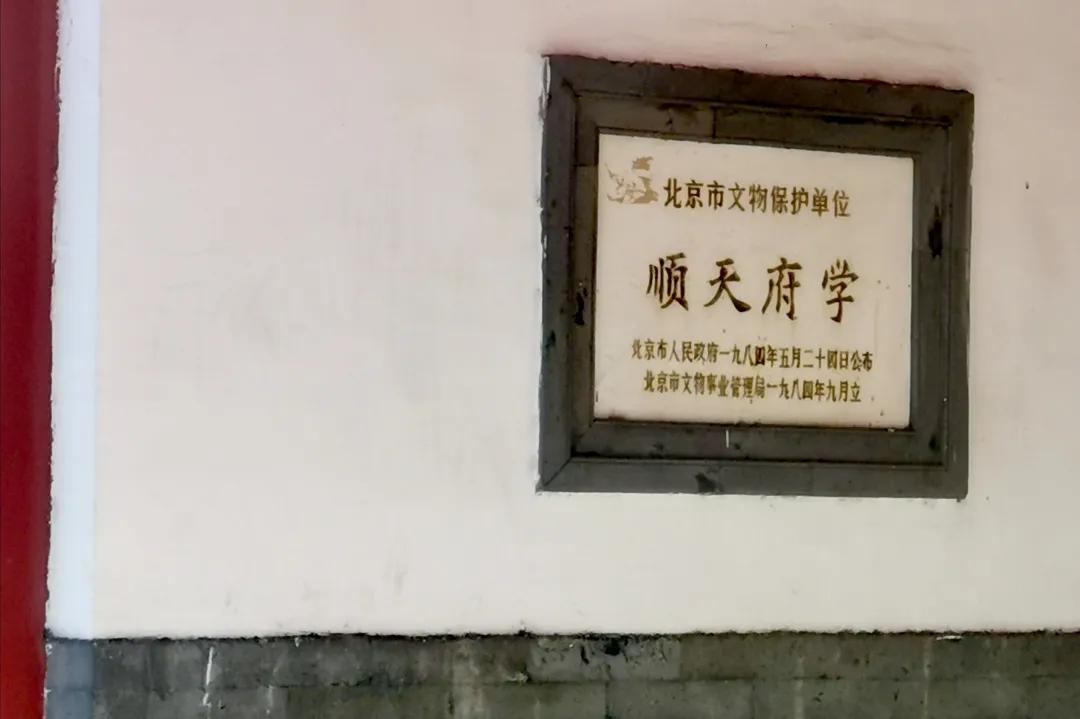 北京市文物保护单位
顺天府学
北京市人民政府一九八四年五月二十四日公布
北京市文物事业管理局一九八四年九月立